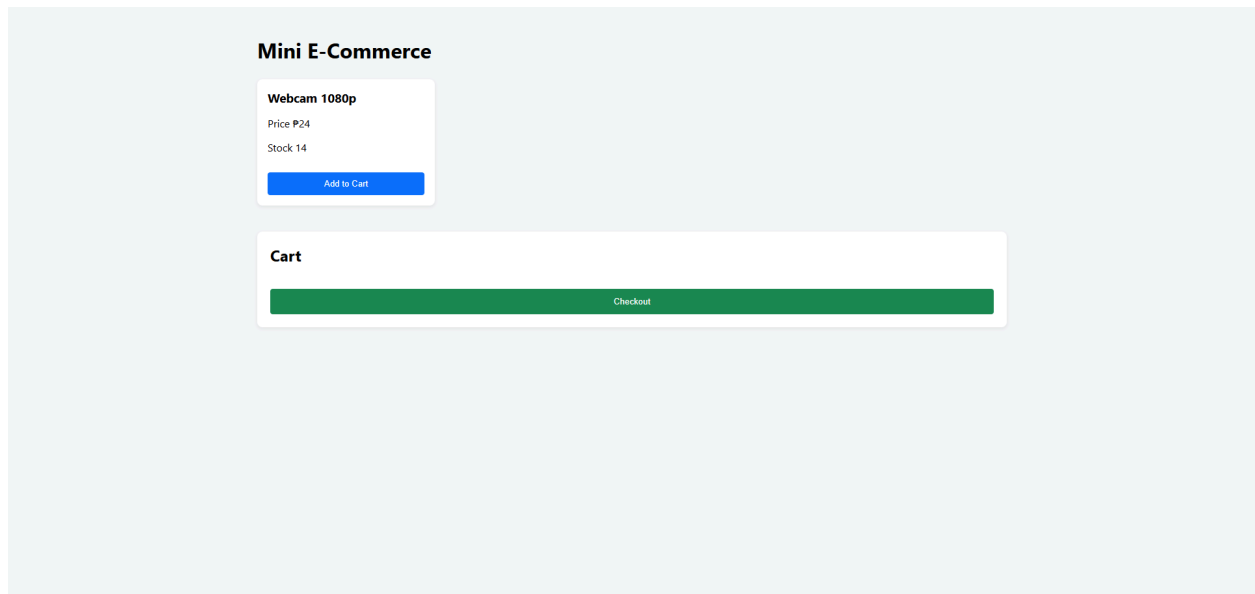 Mini E-Commerce
Webcam 1080p
Price ₱24
Stock 14
Add to Cart
Cart
Checkout